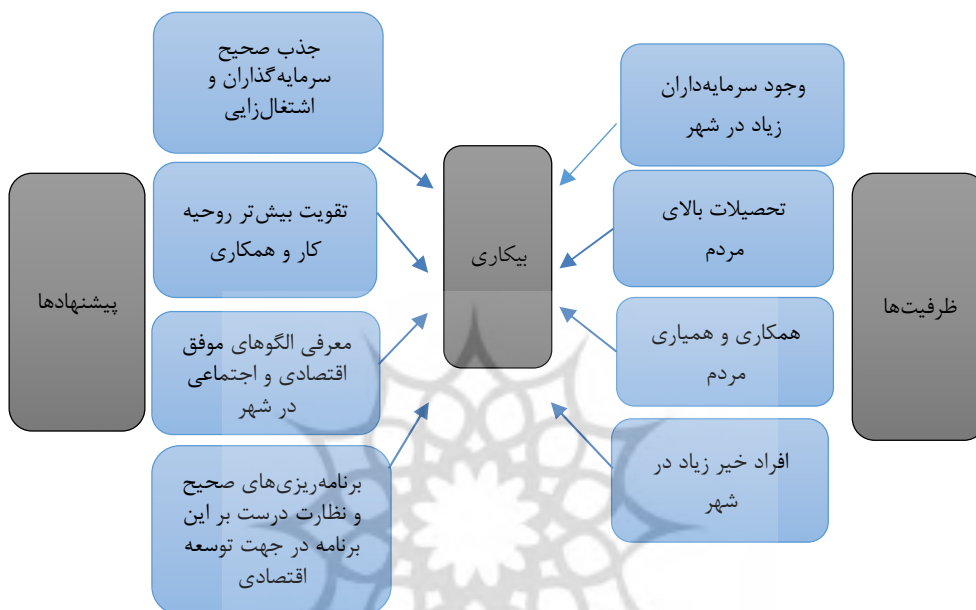 ظرفیت‌ها
وجود سرمایه‌داران
زیاد در شهر
تحصیلات بالای
مردم
همکاری و همیاری
مردم
افراد خیر زیاد در
شهر
بیکاری
جذب صحیح
سرمایه‌گذاران و
اشتغال‌زایی
تقویت بیش‌تر روحیه
کار و همکاری
معرفی الگوهای موفق
اقتصادی و اجتماعی
در شهر
برنامه‌ریزی‌های صحیح
و نظارت درست بر این
برنامه در جهت توسعه
اقتصادی
پیشنهادها